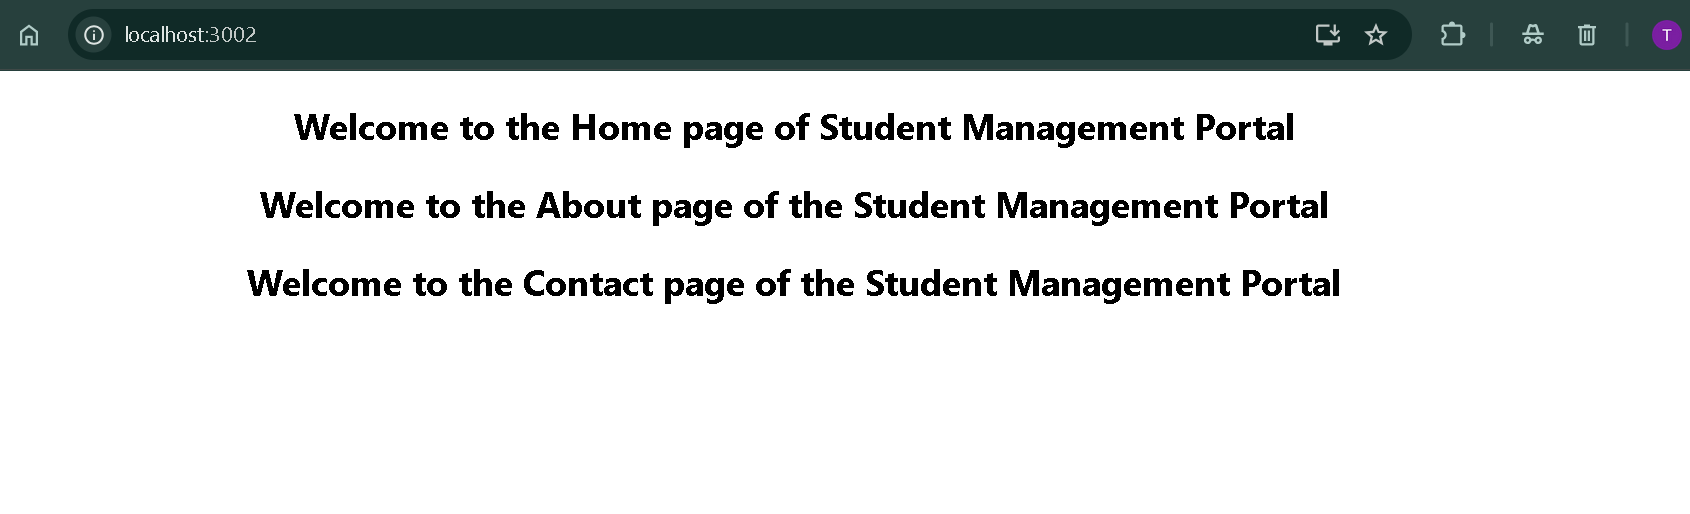 localhost:3002
T
Welcome to the Home page of Student Management Portal
Welcome to the About page of the Student Management Portal
Welcome to the Contact page of the Student Management Portal